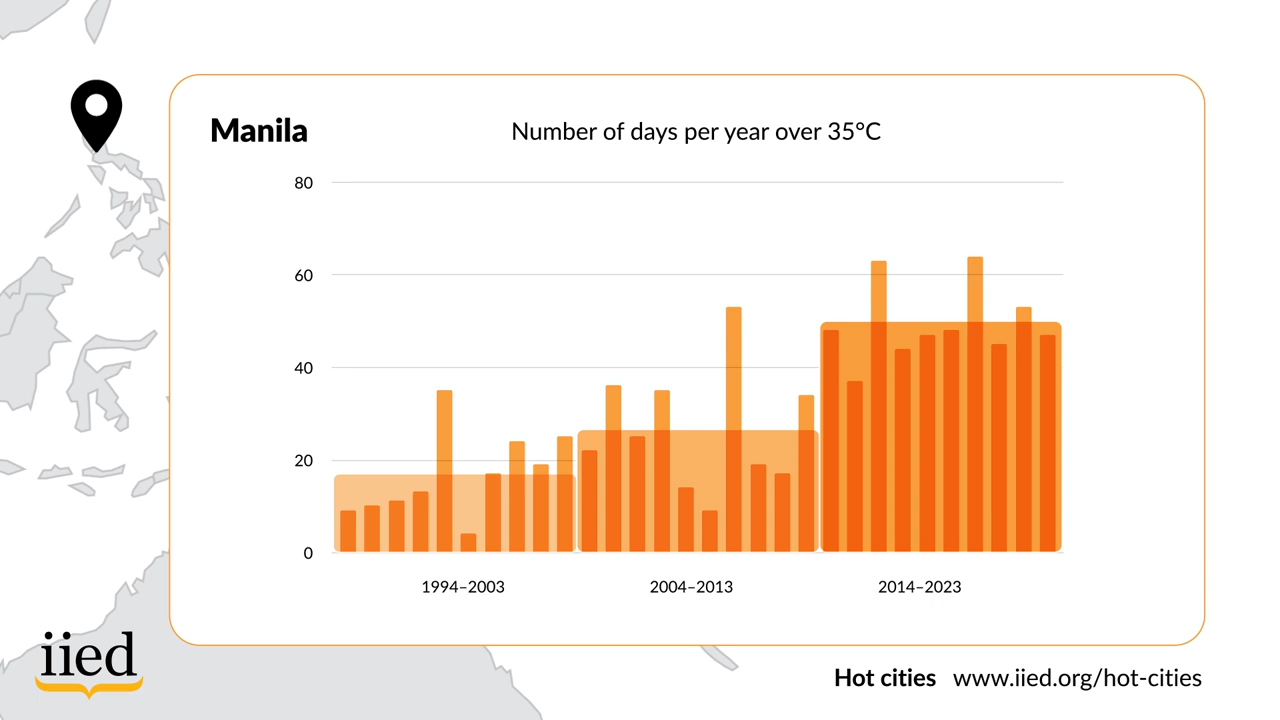 Manila
Number of days per year over 35°C
80
60
40
20
0
1994–2003
2004–2013
2014–2023
iied
Hot cities www.iied.org/hot-cities